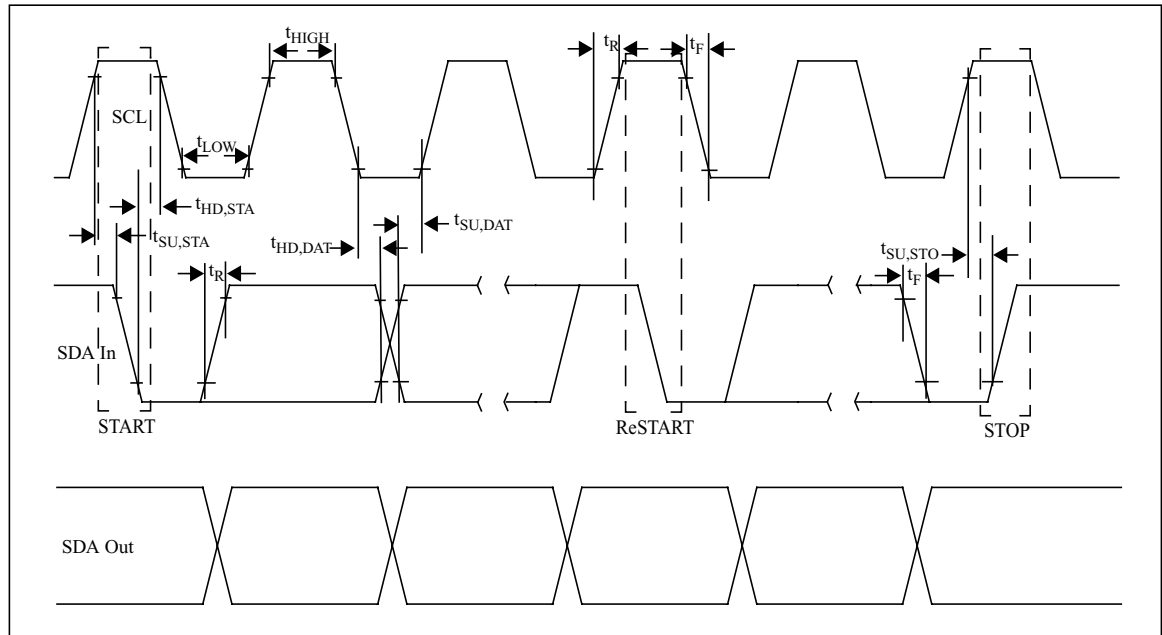 tHIGH
tR
tF
SCL
tLOW
tHD,STA
tSU,STA
tSU,DAT
tHD,DAT
tR
tSU,STO
tF
SDA In
START
ReSTART
STOP
SDA Out